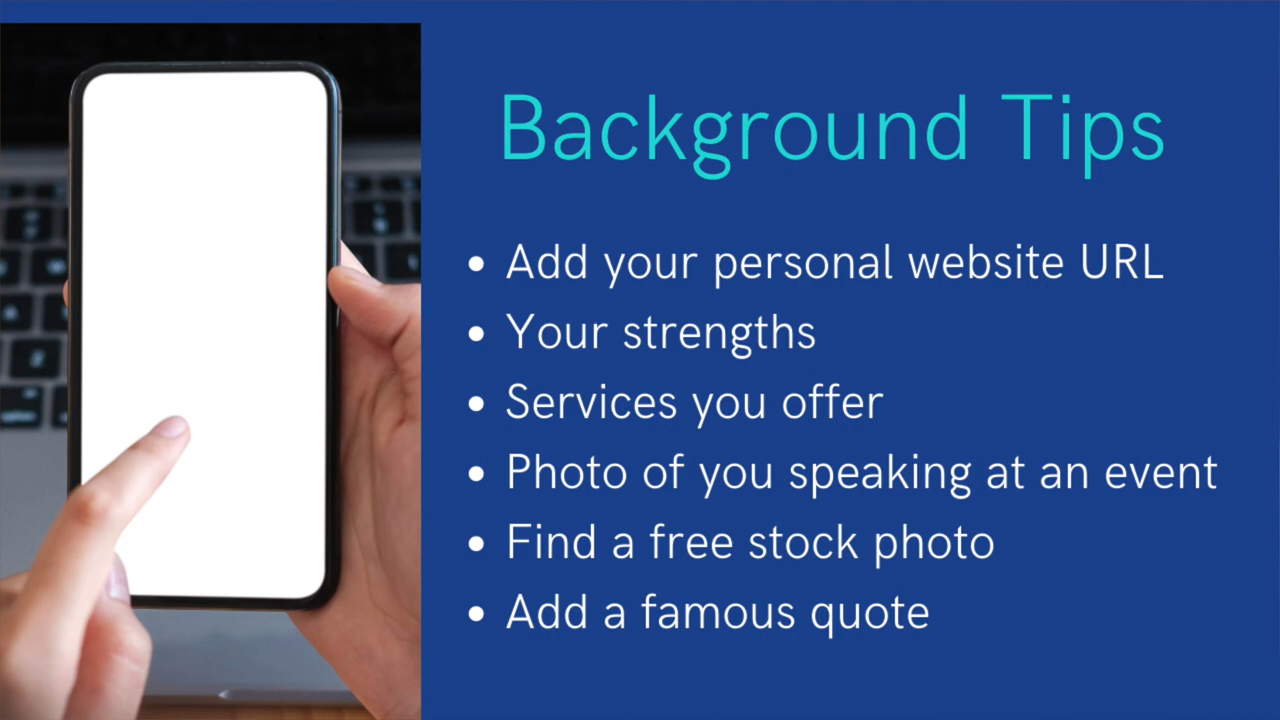 Background Tips
• Add your personal website URL
• Your strengths
• Services you offer
• Photo of you speaking at an event
• Find a free stock photo
• Add a famous quote